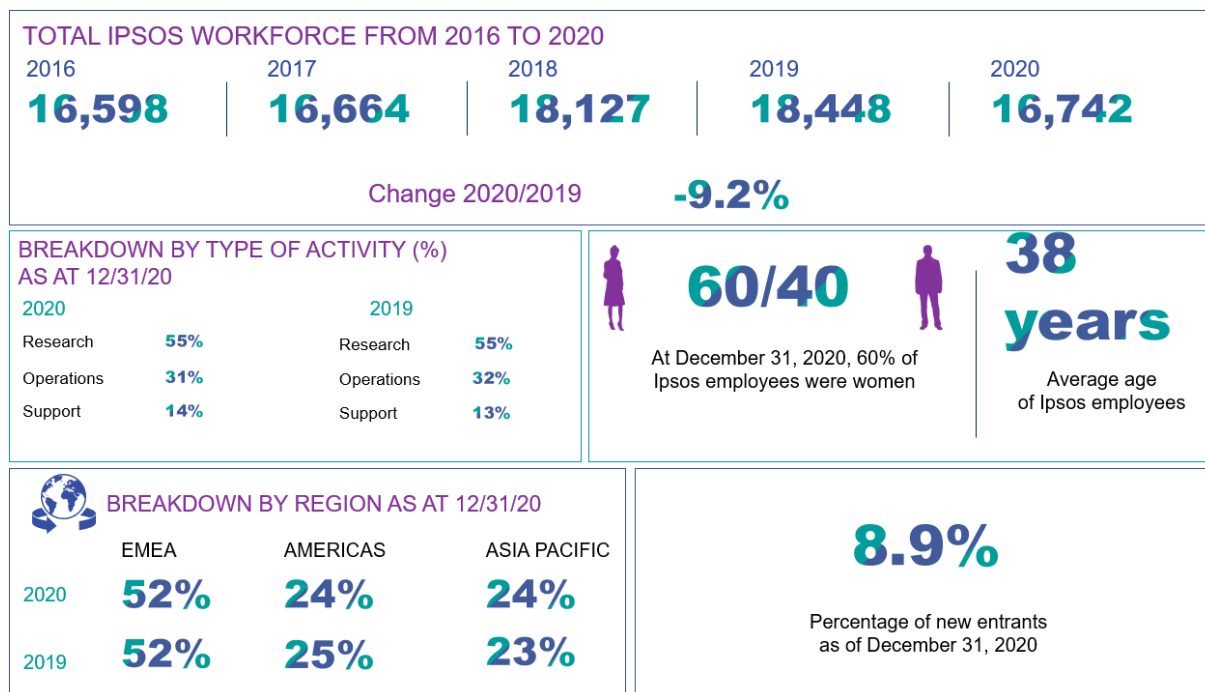 TOTAL IPSOS WORKFORCE FROM 2016 TO 2020
2016 2017 2018 2019 2020
16,598 16,664 18,127 18,448 16,742
Change 2020/2019 -9.2%
BREAKDOWN BY TYPE OF ACTIVITY (%)
AS AT 12/31/20
2020 2019
Research 55% Research 55%
Operations 31% Operations 32%
Support 14% Support 13%
60/40
At December 31, 2020, 60% of
Ipsos employees were women
38
years
Average age
of Ipsos employees
BREAKDOWN BY REGION AS AT 12/31/20
EMEA AMERICAS ASIA PACIFIC
2020 52% 24% 24%
2019 52% 25% 23%
8.9%
Percentage of new entrants
as of December 31, 2020